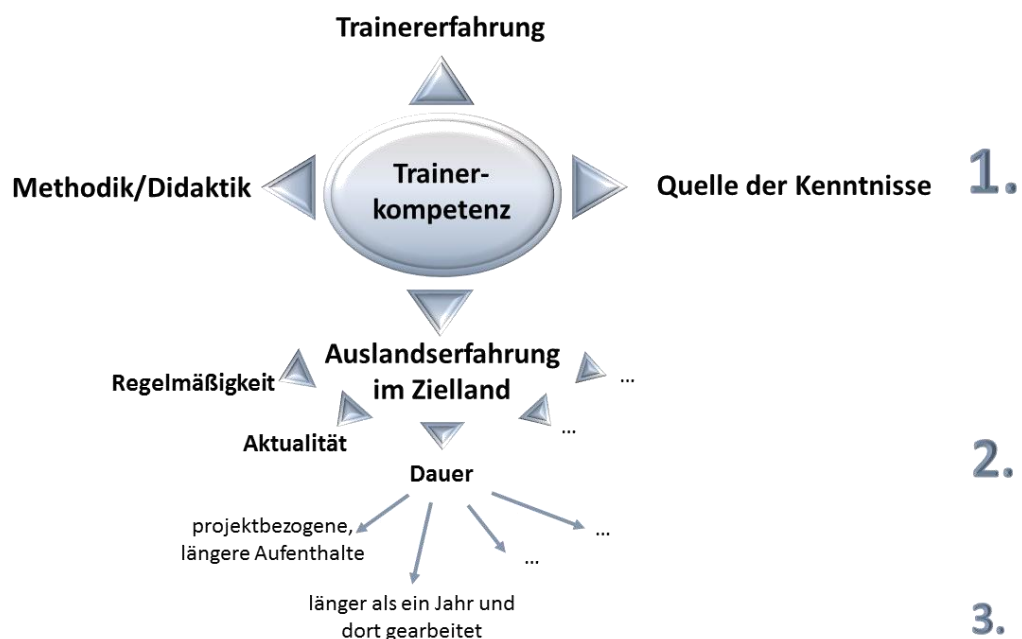 Trainererfahrung
Methodik/Didaktik
Trainer-
kompetenz
Quelle der Kenntnisse
1.
Auslandserfahrung
im Zielland
Regelmäßigkeit
...
Aktualität
...
Dauer
2.
projektbezogene,
längere Aufenthalte
...
...
länger als ein Jahr und
dort gearbeitet
3.